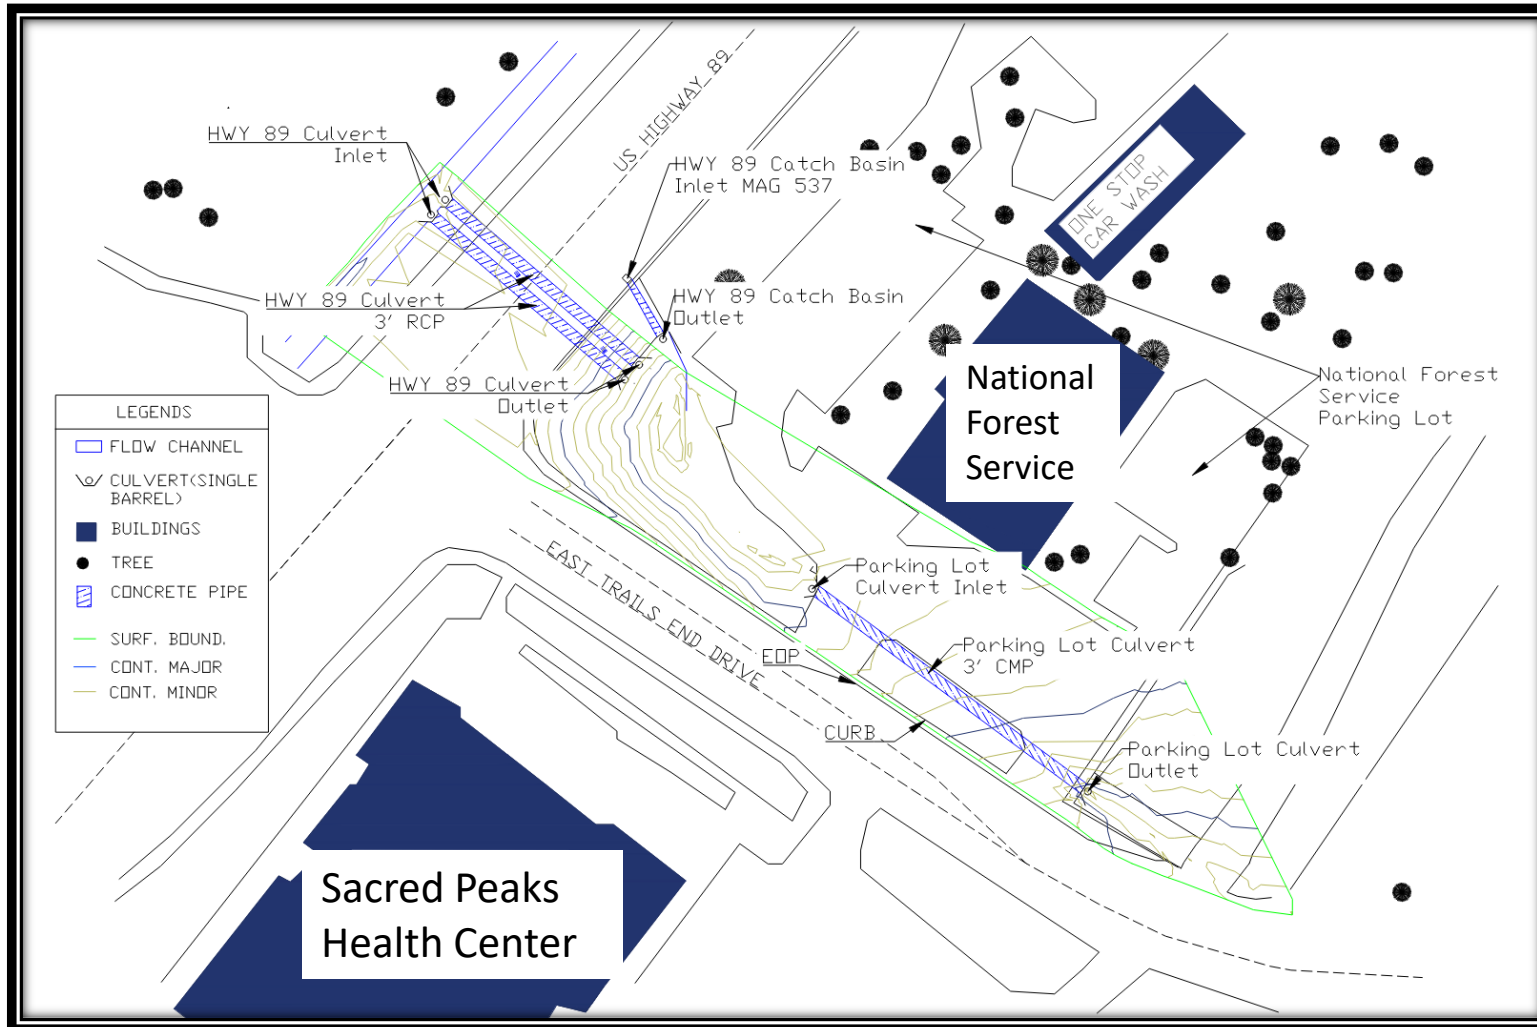 HWY 89 Culvert
Inlet
US HIGHWAY 89
HWY 89 Catch Basin
Inlet MAG 537
ONE STOP
CAR WASH
HWY 89 Culvert
3' RCP
HWY 89 Catch Basin
Outlet
HWY 89 Culvert
Outlet
National
Forest
Service
National Forest
Service
Parking Lot
LEGENDS
FLOW CHANNEL
CULVERT(SINGLE
BARREL)
BUILDINGS
TREE
CONCRETE PIPE
SURF. BOUND.
CONT. MAJOR
CONT. MINOR
EAST TRAILS END DRIVE
Parking Lot
Culvert Inlet
EOP
Parking Lot Culvert
3' CMP
CURB
Parking Lot Culvert
Outlet
Sacred Peaks
Health Center